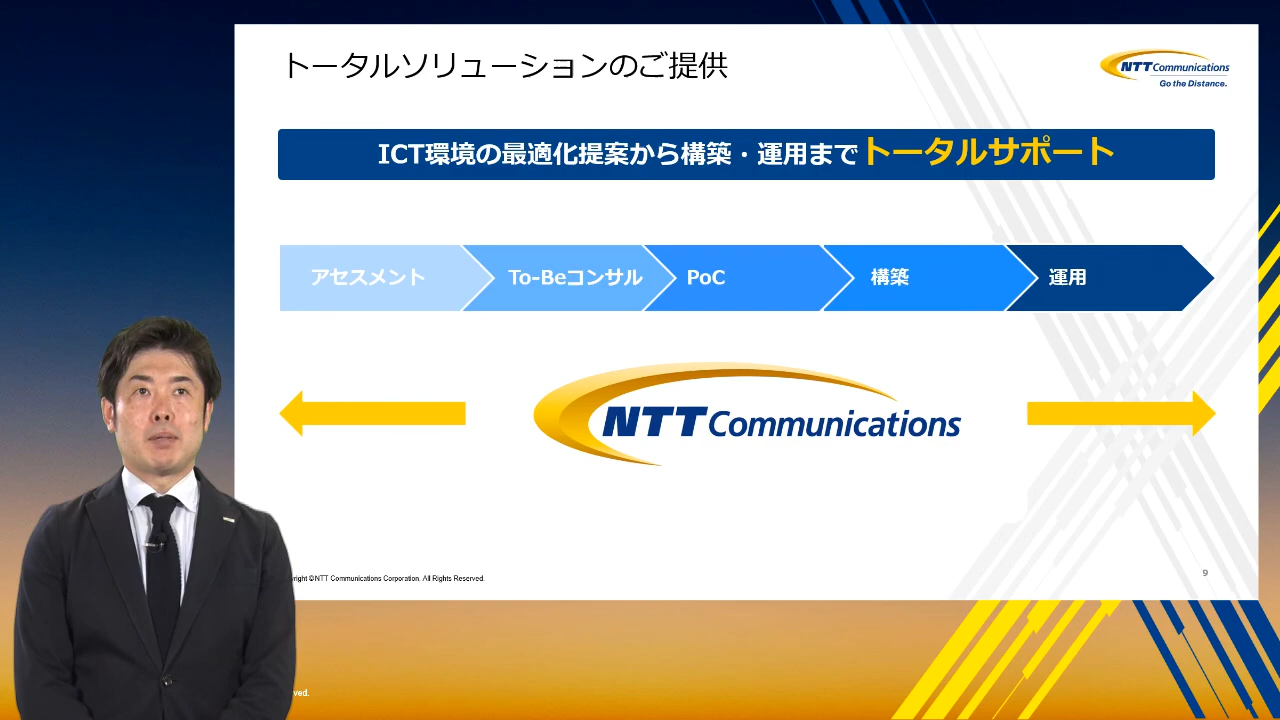 トータルソリューションのご提供
NTT Communications
Go the Distance.
ICT環境の最適化提案から構築・運用までトータルサポート
アセスメント
To-Beコンサル
PoC
構築
運用
NTT Communications
©NTT Communications Corporation. All Rights Reserved.
9